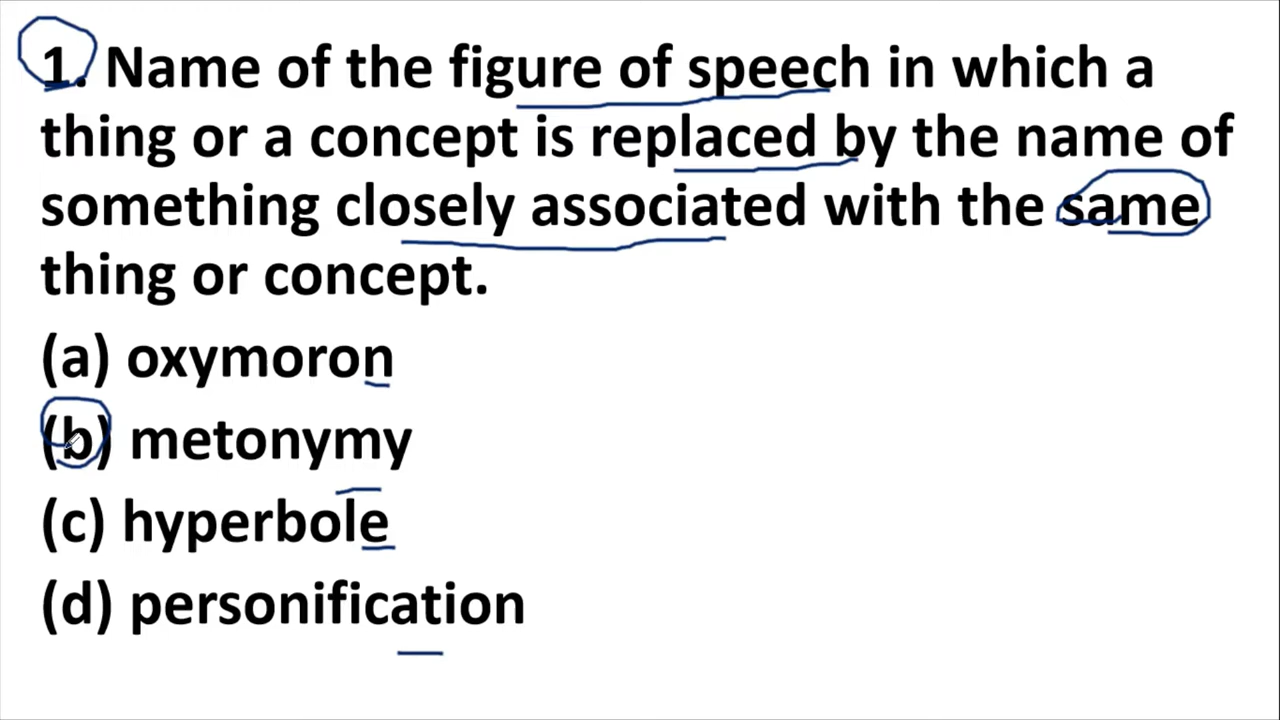 1. Name of the figure of speech in which a
thing or a concept is replaced by the name of
something closely associated with the same
thing or concept.
(a) oxymoron
(b) metonymy
(c) hyperbole
(d) personification